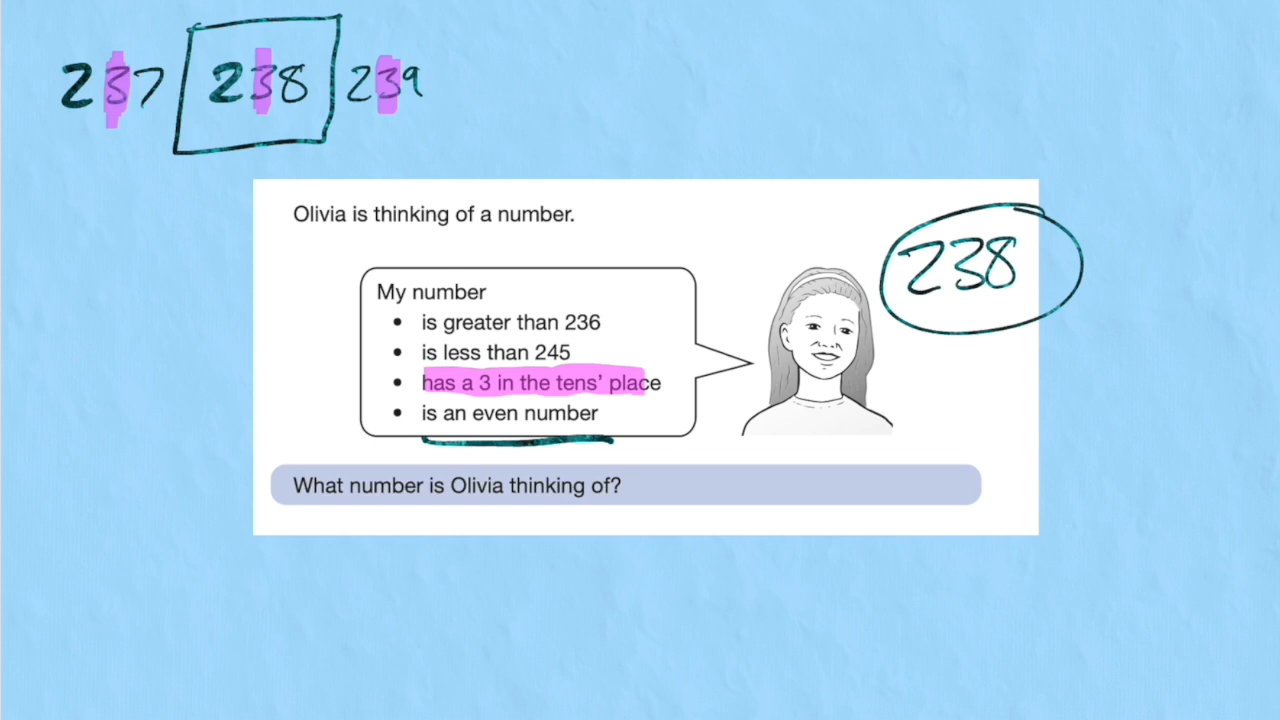 237 238 239
Olivia is thinking of a number.
238
My number
• is greater than 236
• is less than 245
• has a 3 in the tens’ place
• is an even number
What number is Olivia thinking of?